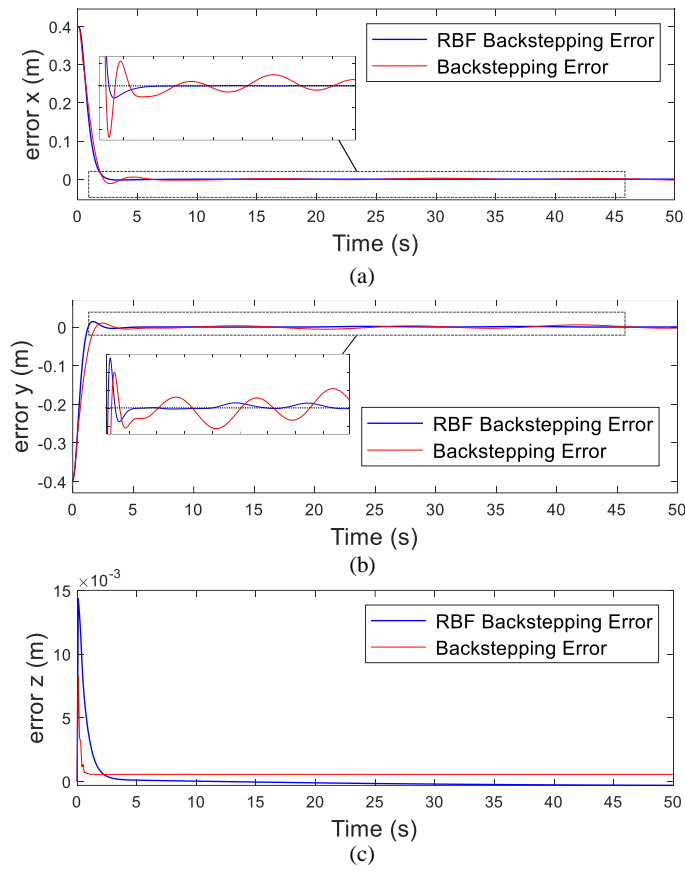 0.4
0.3
0.2
0.1
0
error x (m)
RBF Backstepping Error
Backstepping Error
0 5 10 15 20 25 30 35 40 45 50
Time (s)
(a)
0
-0.1
-0.2
-0.3
-0.4
error y (m)
RBF Backstepping Error
Backstepping Error
0 5 10 15 20 25 30 35 40 45 50
Time (s)
(b)
×10-3
15
10
5
0
error z (m)
RBF Backstepping Error
Backstepping Error
0 5 10 15 20 25 30 35 40 45 50
Time (s)
(c)